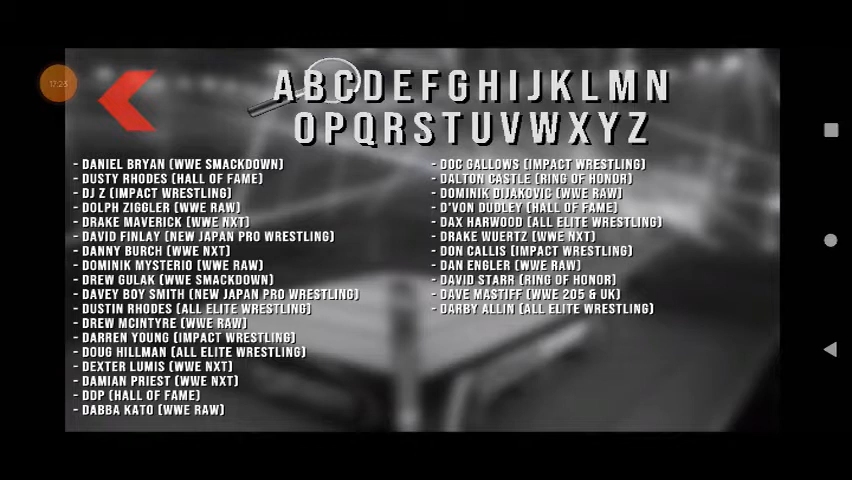 17:23
ABCDEFGHIJKLMN
OPQRSTUVWXYZ
- DANIEL BRYAN (WWE SMACKDOWN)
- DUSTY RHODES (HALL OF FAME)
- DJ Z (IMPACT WRESTLING)
- DOLPH ZIGGLER (WWE RAW)
- DRAKE MAVERICK (WWE NXT)
- DAVID FINLAY (NEW JAPAN PRO WRESTLING)
- DANNY BURCH (WWE NXT)
- DOMINIK MYSTERIO (WWE RAW)
- DREW GULAK (WWE SMACKDOWN)
- DAVEY BOY SMITH (NEW JAPAN PRO WRESTLING)
- DUSTIN RHODES (ALL ELITE WRESTLING)
- DREW MCINTYRE (WWE RAW)
- DARREN YOUNG (IMPACT WRESTLING)
- DOUG HILLMAN (ALL ELITE WRESTLING)
- DEXTER LUMIS (WWE NXT)
- DAMIAN PRIEST (WWE NXT)
- DDP (HALL OF FAME)
- DABBA KATO (WWE RAW)
- DOC GALLOWS (IMPACT WRESTLING)
- DALTON CASTLE (RING OF HONOR)
- DOMINIK DIJAKOVIC (WWE RAW)
- D'VON DUDLEY (HALL OF FAME)
- DAX HARWOOD (ALL ELITE WRESTLING)
- DRAKE WUERTZ (WWE NXT)
- DON CALLIS (IMPACT WRESTLING)
- DAN ENGLER (WWE RAW)
- DAVID STARR (RING OF HONOR)
- DAVE MASTIFF (WWE 205 & UK)
- DARBY ALLIN (ALL ELITE WRESTLING)